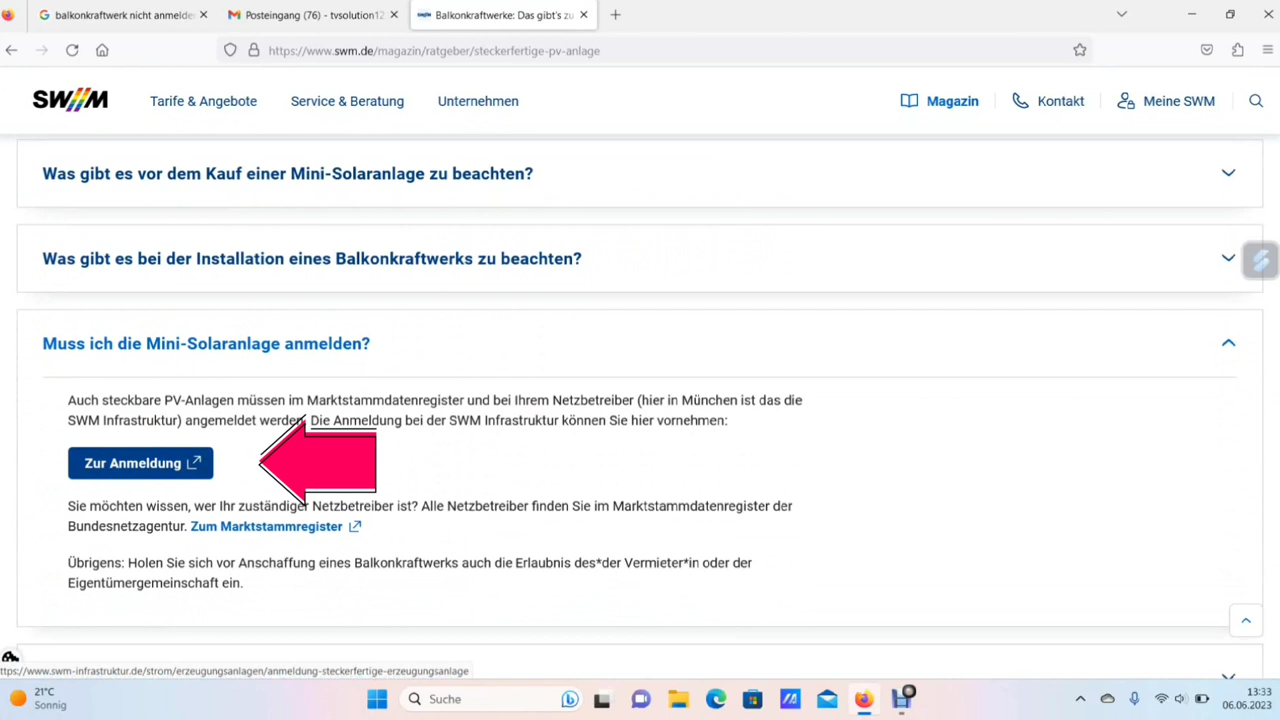 balkonkraftwerk nicht anmelde
Posteingang (76) - tvsolution12
Balkonkraftwerke: Das gibt's zu
https://www.swm.de/magazin/ratgeber/steckerfertige-pv-anlage
SWM
Tarife & Angebote
Service & Beratung
Unternehmen
Magazin
Kontakt
Meine SWM
Was gibt es vor dem Kauf einer Mini-Solaranlage zu beachten?
Was gibt es bei der Installation eines Balkonkraftwerks zu beachten?
Muss ich die Mini-Solaranlage anmelden?
Auch steckbare PV-Anlagen müssen im Marktstammdatenregister und bei Ihrem Netzbetreiber (hier in München ist das die
SWM Infrastruktur) angemeldet werden. Die Anmeldung bei der SWM Infrastruktur können Sie hier vornehmen:
Zur Anmeldung
Sie möchten wissen, wer Ihr zuständiger Netzbetreiber ist? Alle Netzbetreiber finden Sie im Marktstammdatenregister der
Bundesnetzagentur. Zum Marktstammregister
Übrigens: Holen Sie sich vor Anschaffung eines Balkonkraftwerks auch die Erlaubnis des*der Vermieter*in oder der
Eigentümergemeinschaft ein.
ttps://www.swm-infrastruktur.de/strom/erzeugungsanlagen/anmeldung-steckerfertige-erzeugungsanlage
21°C
Sonnig
Suche
13:33
06.06.2023